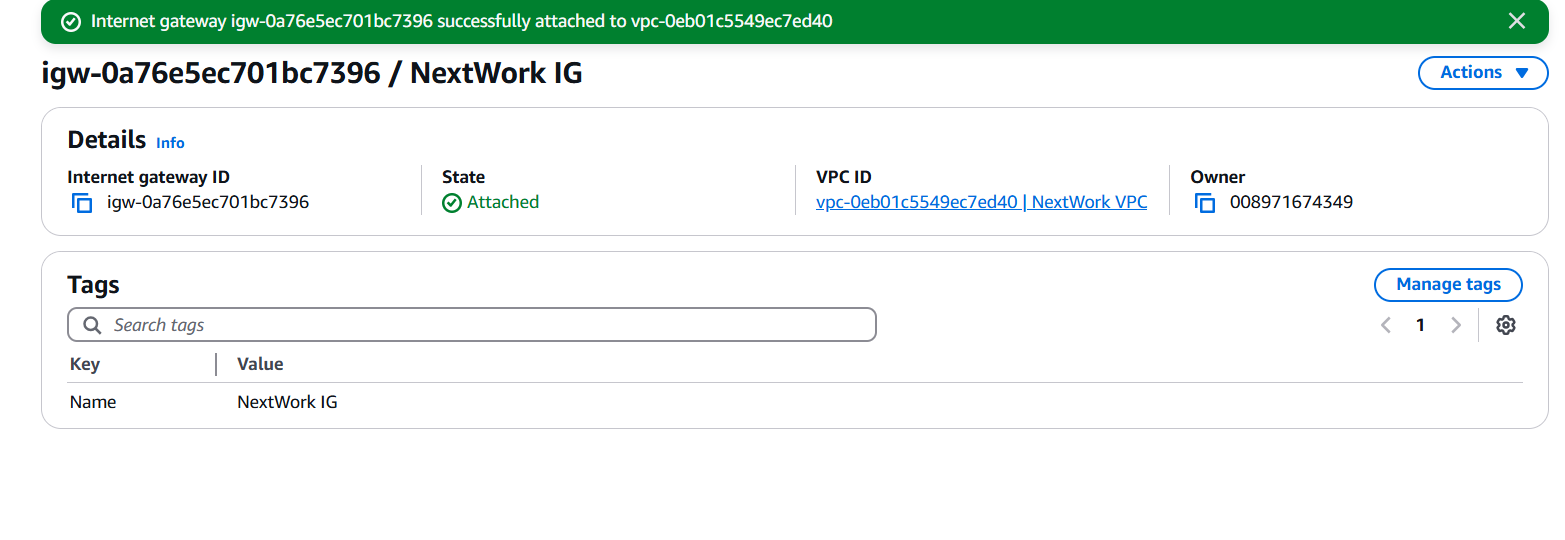 Internet gateway igw-0a76e5ec701bc7396 successfully attached to vpc-0eb01c5549ec7ed40
igw-0a76e5ec701bc7396 / NextWork IG
Actions
Details Info
Internet gateway ID
igw-0a76e5ec701bc7396
State
Attached
VPC ID
vpc-0eb01c5549ec7ed40 | NextWork VPC
Owner
008971674349
Tags
Manage tags
Search tags
1
Key Value
Name NextWork IG